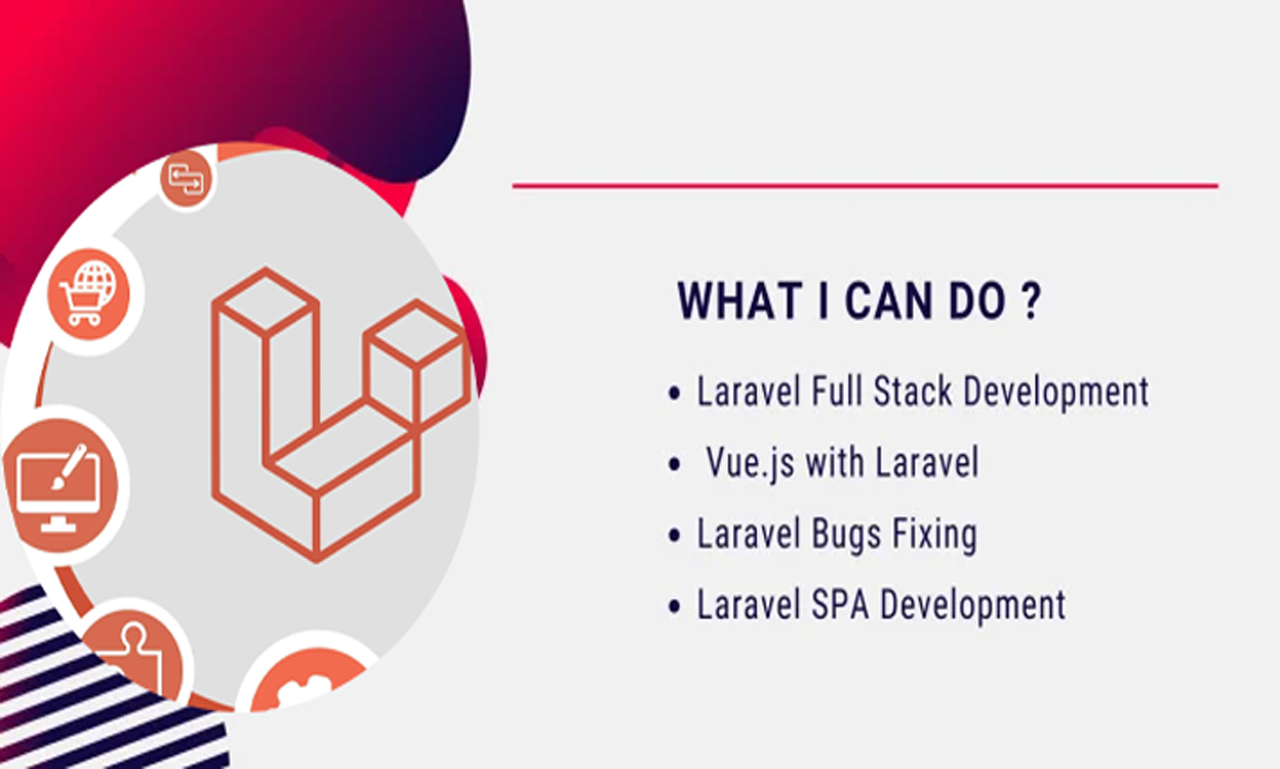 WHAT I CAN DO ?
• Laravel Full Stack Development
• Vue.js with Laravel
• Laravel Bugs Fixing
• Laravel SPA Development